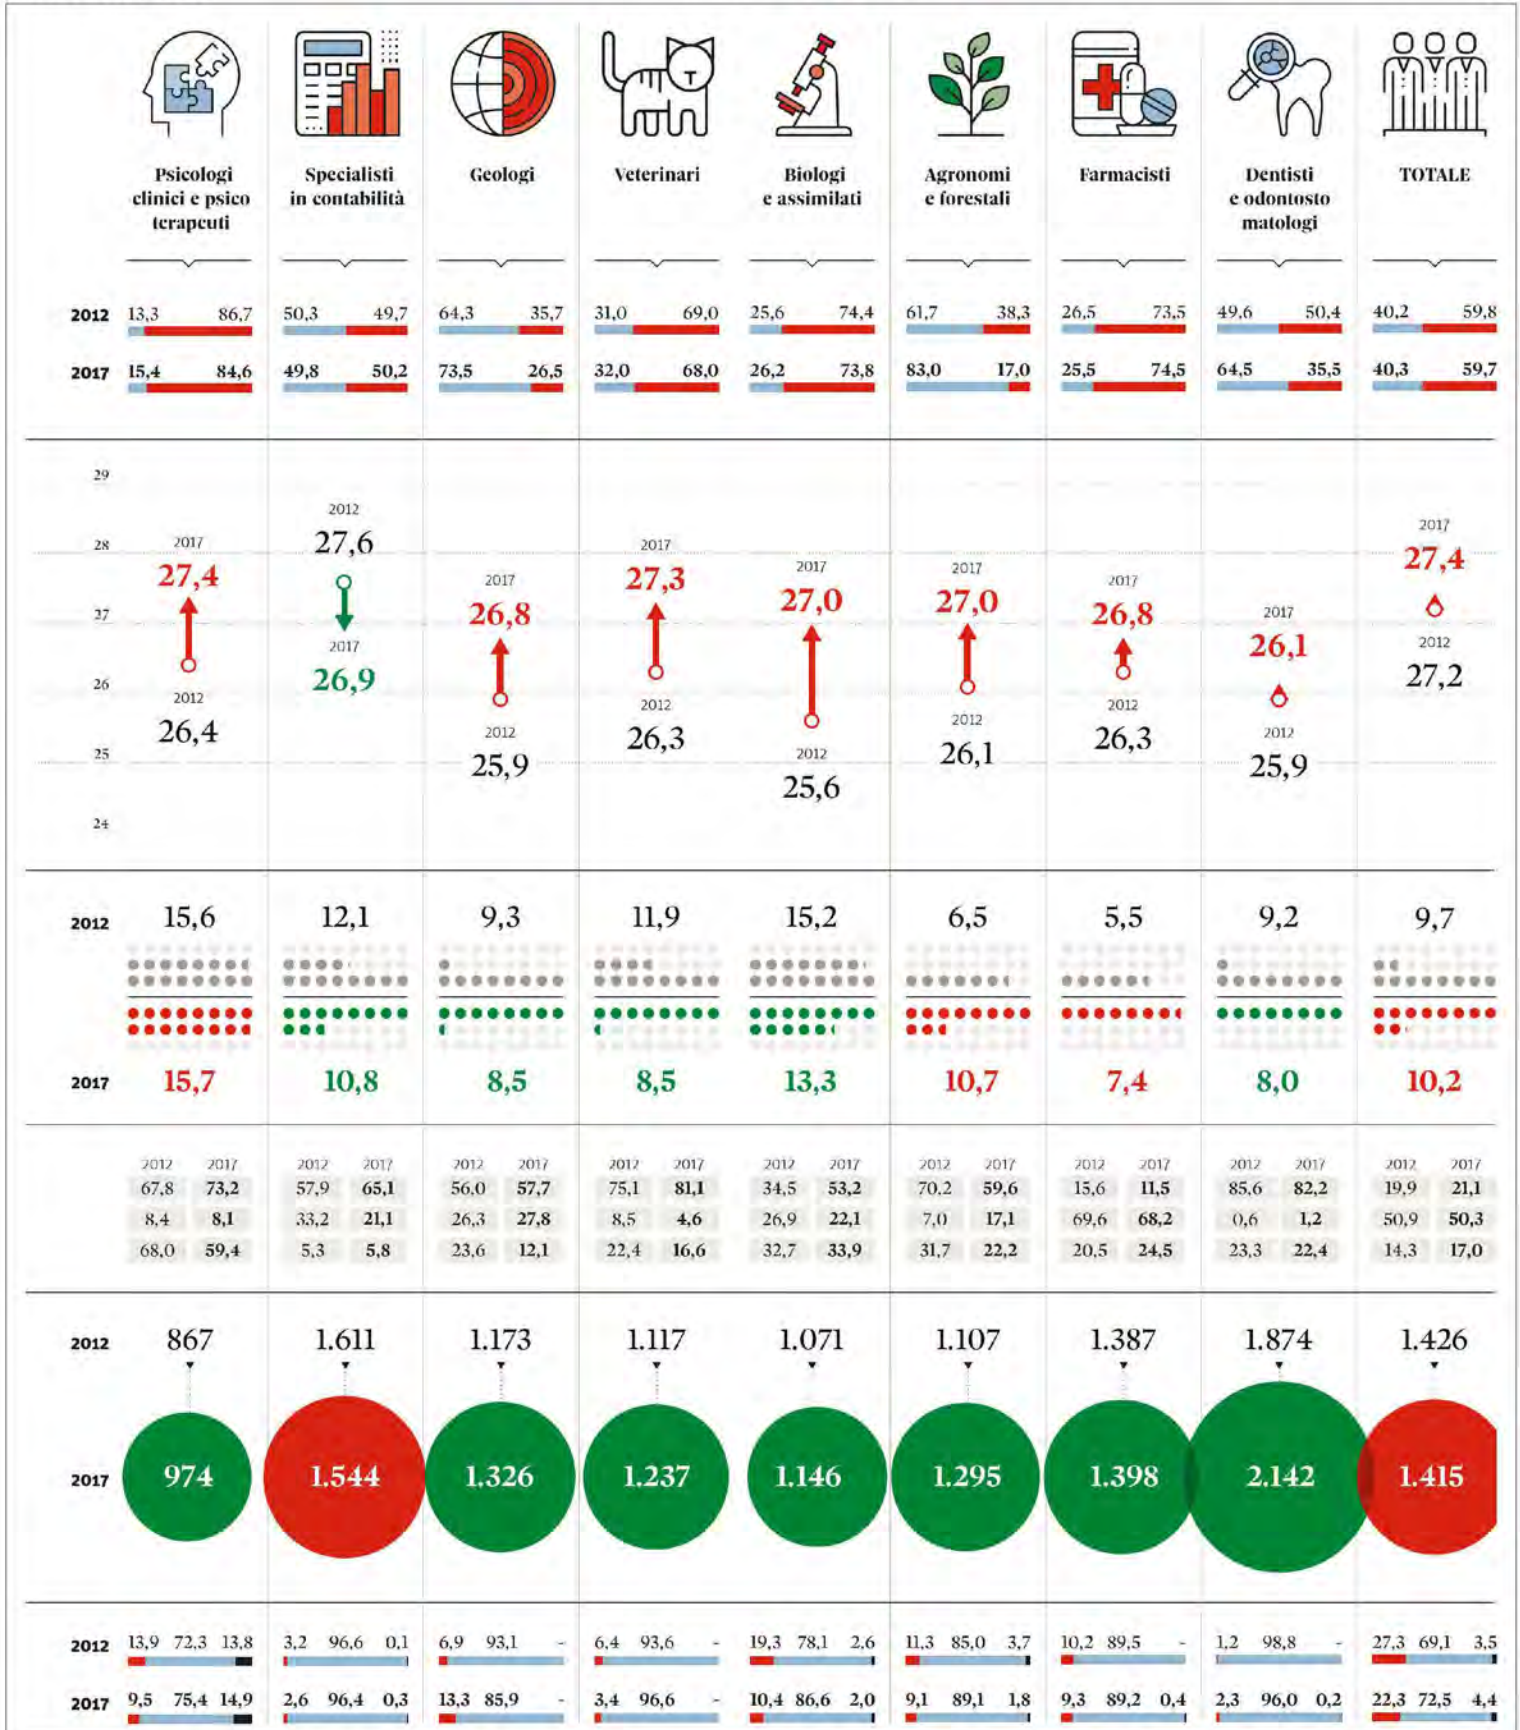 Psicologi
clinici e psico
terapeuti
Specialisti
in contabilità
Geologi
Veterinari
Biologi
e assimilati
Agronomi
e forestali
Farmacisti
Dentisti
e odontosto
matologi
TOTALE
2012 13,3 86,7 50,3 49,7 64,3 35,7 31,0 69,0 25,6 74,4 61,7 38,3 26,5 73,5 49,6 50,4 40,2 59,8
2017 15,4 84,6 49,8 50,2 73,5 26,5 32,0 68,0 26,2 73,8 83,0 17,0 25,5 74,5 64,5 35,5 40,3 59,7
29
28
27
26
25
24
2017
27,4
2012
26,4
2012
27,6
2017
26,9
2017
26,8
2012
25,9
2017
27,3
2012
26,3
2017
27,0
2012
25,6
2017
27,0
2012
26,1
2017
26,8
2012
26,3
2017
26,1
2012
25,9
2017
27,4
2012
27,2
2012 15,6 12,1 9,3 11,9 15,2 6,5 5,5 9,2 9,7
2017 15,7 10,8 8,5 8,5 13,3 10,7 7,4 8,0 10,2
2012 2017 2012 2017 2012 2017 2012 2017 2012 2017 2012 2017 2012 2017 2012 2017 2012 2017
67,8 73,2 57,9 65,1 56,0 57,7 75,1 81,1 34,5 53,2 70,2 59,6 15,6 11,5 85,6 82,2 19,9 21,1
8,4 8,1 33,2 21,1 26,3 27,8 8,5 4,6 26,9 22,1 7,0 17,1 69,6 68,2 0,6 1,2 50,9 50,3
68,0 59,4 5,3 5,8 23,6 12,1 22,4 16,6 32,7 33,9 31,7 22,2 20,5 24,5 23,3 22,4 14,3 17,0
2012 867 1.611 1.173 1.117 1.071 1.107 1.387 1.874 1.426
2017 974 1.544 1.326 1.237 1.146 1.295 1.398 2.142 1.415
2012 13,9 72,3 13,8 3,2 96,6 0,1 6,9 93,1 - 6,4 93,6 - 19,3 78,1 2,6 11,3 85,0 3,7 10,2 89,5 - 1,2 98,8 - 27,3 69,1 3,5
2017 9,5 75,4 14,9 2,6 96,4 0,3 13,3 85,9 - 3,4 96,6 - 10,4 86,6 2,0 9,1 89,1 1,8 9,3 89,2 0,4 2,3 96,0 0,2 22,3 72,5 4,4